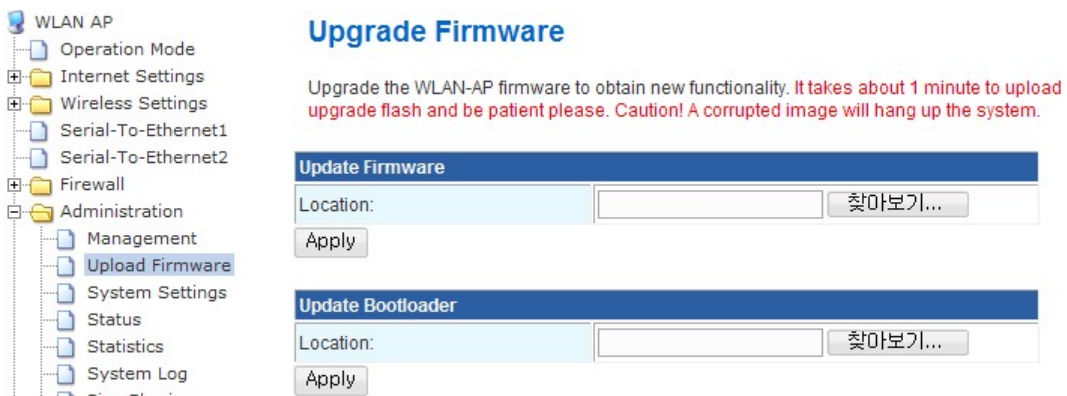 WLAN AP
Operation Mode
Internet Settings
Wireless Settings
Serial-To-Ethernet1
Serial-To-Ethernet2
Firewall
Administration
Management
Upload Firmware
System Settings
Status
Statistics
System Log
Upgrade Firmware
Upgrade the WLAN-AP firmware to obtain new functionality. It takes about 1 minute to upload
upgrade flash and be patient please. Caution! A corrupted image will hang up the system.
Update Firmware
Location: 찾아보기...
Apply
Update Bootloader
Location: 찾아보기...
Apply